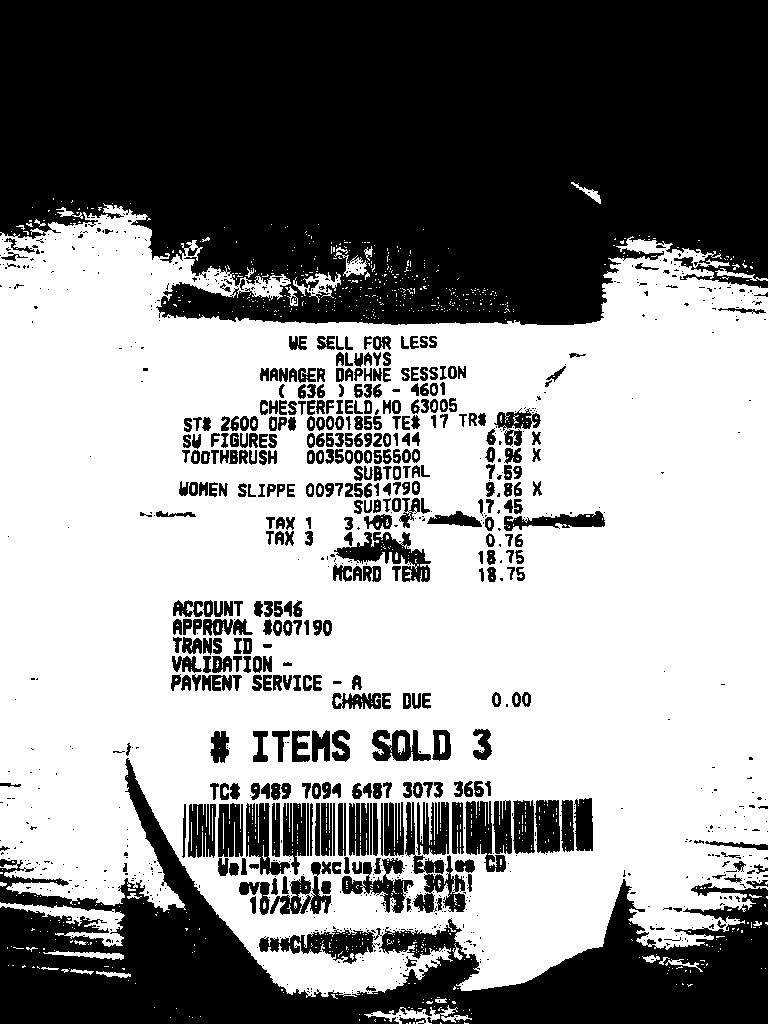 WE SELL FOR LESS
ALWAYS
MANAGER DAPHNE SESSION
( 636 ) 536 - 4601
CHESTERFIELD,MO 63005
ST# 2600 OP# 00001855 TE# 17 TR# 03359
SW FIGURES 065356920144 6.63 X
TOOTHBRUSH 003500055500 0.96 X
SUBTOTAL 7.59
WOMEN SLIPPE 009725614790 9.86 X
SUBTOTAL 17.45
TAX 1 3.100 % 0.54
TAX 3 4.350 % 0.76
TOTAL 18.75
MCARD TEND 18.75
ACCOUNT #3546
APPROVAL #007190
TRANS ID -
VALIDATION -
PAYMENT SERVICE - A
CHANGE DUE 0.00
# ITEMS SOLD 3
TC# 9489 7094 6487 3073 3651
Wal-Mart exclusive Eagles CD
available October 30th!
10/20/07 13:48:43
***CUSTOMER COPY***